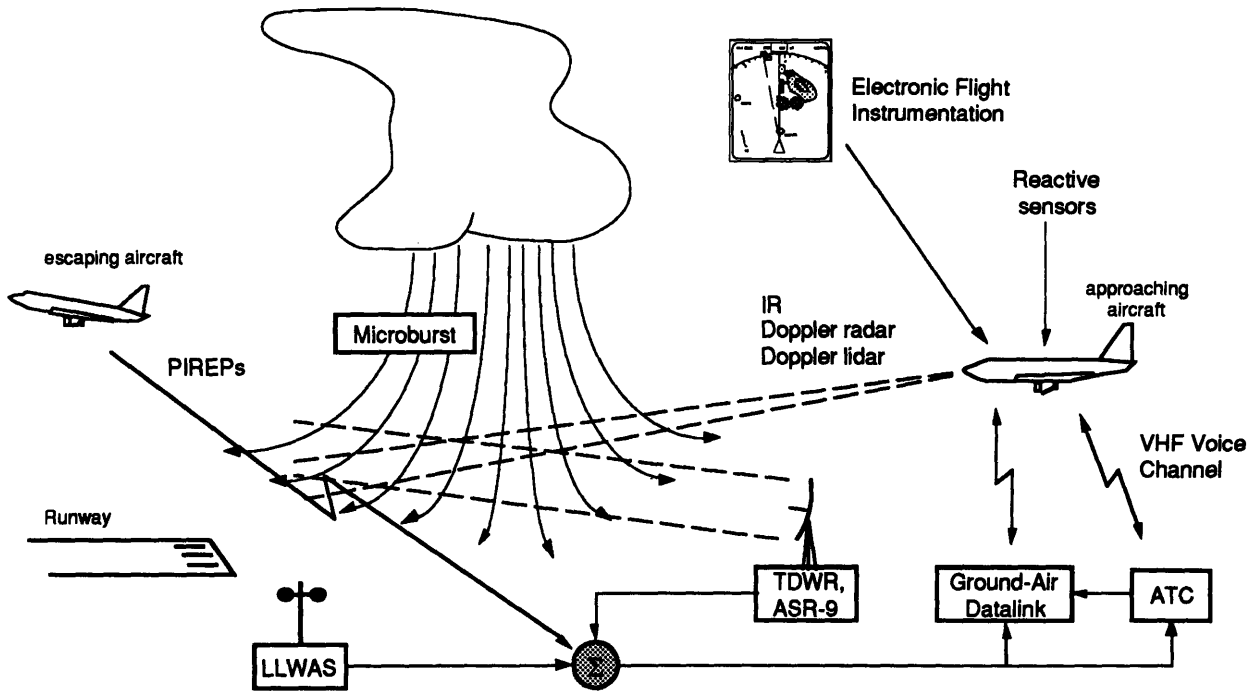 Electronic Flight
Instrumentation
Reactive
sensors
escaping aircraft
approaching
aircraft
IR
Doppler radar
Doppler lidar
Microburst
PIREPs
VHF Voice
Channel
Runway
TDWR,
ASR-9
Ground-Air
Datalink
ATC
LLWAS
Σ